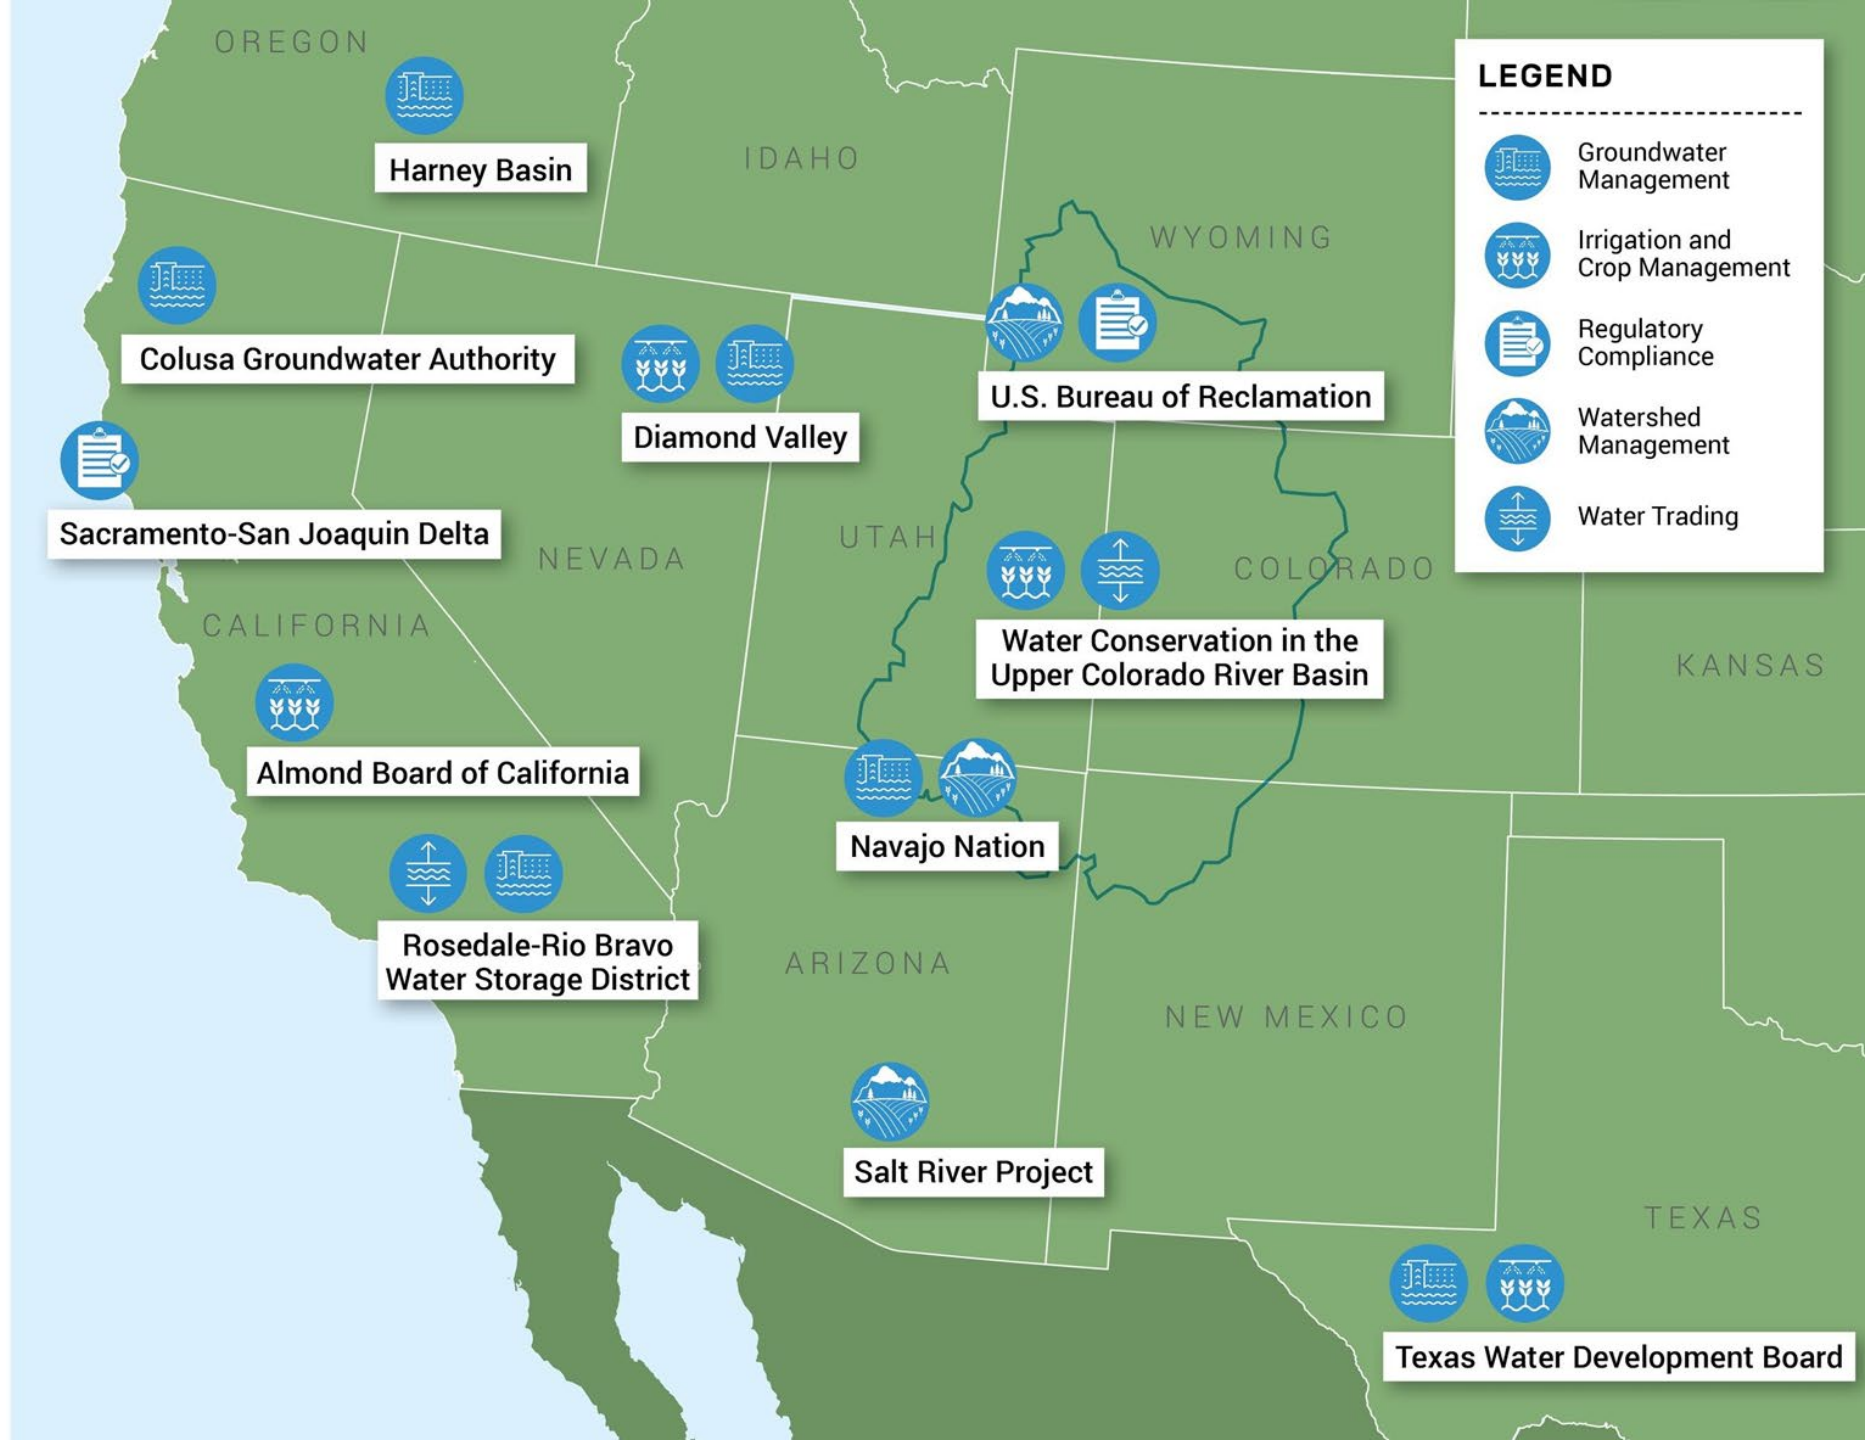 OREGON
Harney Basin
IDAHO
WYOMING
LEGEND
Groundwater
Management
Irrigation and
Crop Management
Regulatory
Compliance
Watershed
Management
Water Trading
Colusa Groundwater Authority
Diamond Valley
U.S. Bureau of Reclamation
Sacramento-San Joaquin Delta
NEVADA
UTAH
COLORADO
CALIFORNIA
Water Conservation in the
Upper Colorado River Basin
KANSAS
Almond Board of California
Navajo Nation
Rosedale-Rio Bravo
Water Storage District
ARIZONA
NEW MEXICO
Salt River Project
TEXAS
Texas Water Development Board